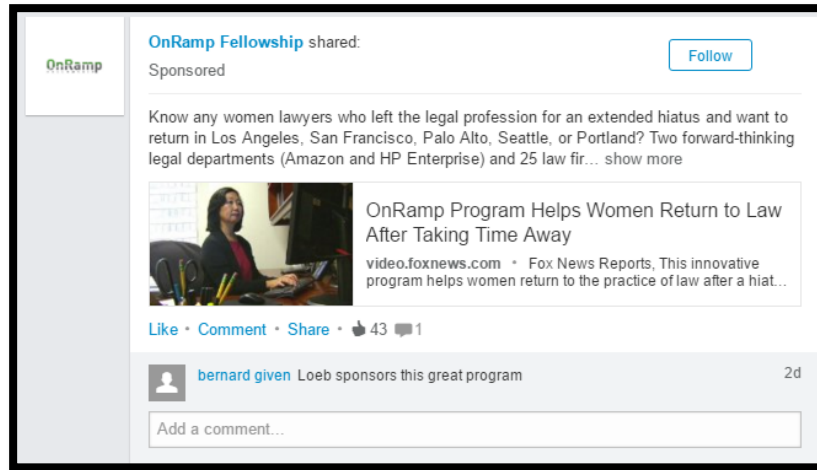 OnRamp
OnRamp Fellowship shared:
Sponsored
Follow
Know any women lawyers who left the legal profession for an extended hiatus and want to
return in Los Angeles, San Francisco, Palo Alto, Seattle, or Portland? Two forward-thinking
legal departments (Amazon and HP Enterprise) and 25 law fir... show more
OnRamp Program Helps Women Return to Law
After Taking Time Away
video.foxnews.com • Fox News Reports, This innovative
program helps women return to the practice of law after a hiat...
Like • Comment • Share • 43 1
bernard given Loeb sponsors this great program 2d
Add a comment...